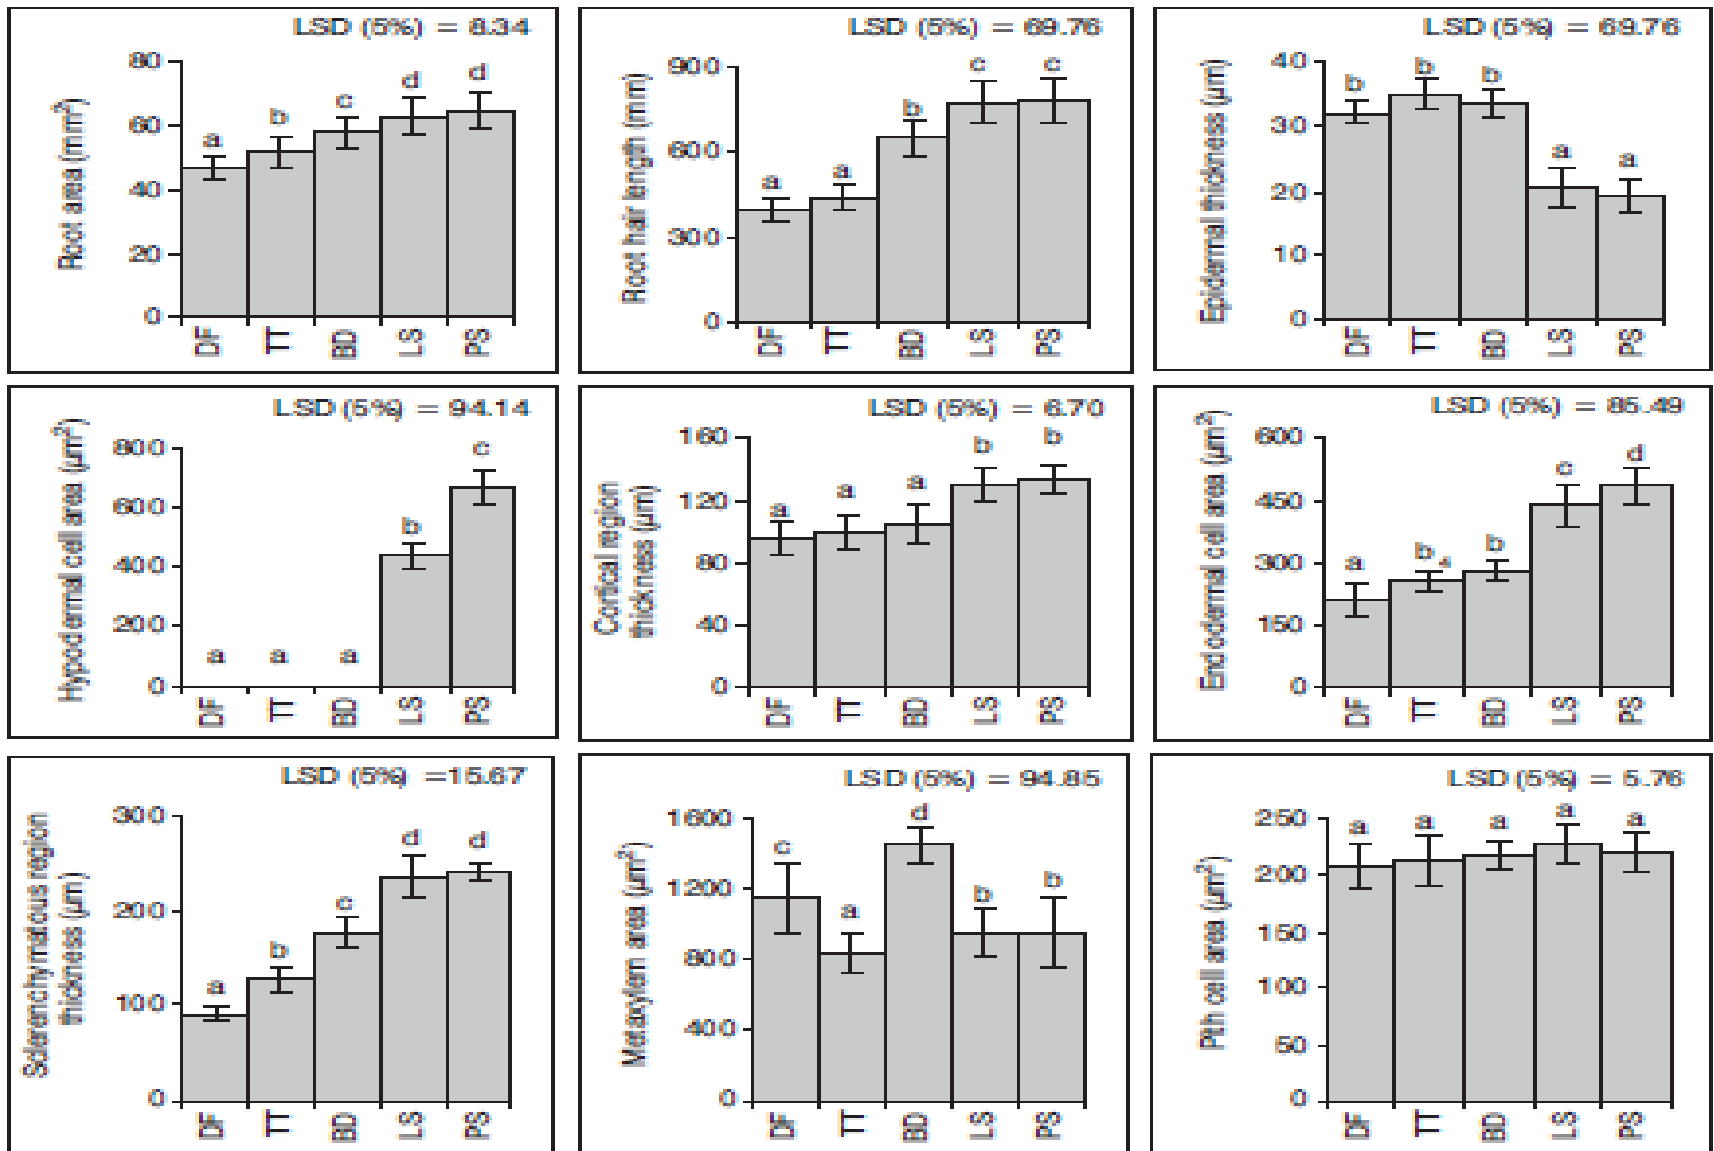 LSD (5%) = 8.34
Root area (mm²)
80
60
40
20
0
a
b
c
d
d
DF
TT
BD
LS
PS
LSD (5%) = 69.76
Root hair length (mm)
900
600
300
0
a
a
b
c
c
DF
TT
BD
LS
PS
LSD (5%) = 69.76
Epidermal thickness (µm)
40
30
20
10
0
b
b
b
a
a
DF
TT
BD
LS
PS
LSD (5%) = 94.14
Hypodermal cell area (µm²)
800
600
400
200
0
a
a
a
b
c
DF
TT
BD
LS
PS
LSD (5%) = 6.70
Cortical region
thickness (µm)
160
120
80
40
0
a
a
a
b
b
DF
TT
BD
LS
PS
LSD (5%) = 85.49
Endodermal cell area (µm²)
600
450
300
150
0
a
b
b
c
d
DF
TT
BD
LS
PS
LSD (5%) =15.67
Sclerenchymatous region
thickness (µm)
300
200
100
0
a
b
c
d
d
DF
TT
BD
LS
PS
LSD (5%) = 94.85
Metaxylem area (µm²)
1600
1200
800
400
0
c
a
d
b
b
DF
TT
BD
LS
PS
LSD (5%) = 5.76
Pith cell area (µm²)
250
200
150
100
50
0
a
a
a
a
a
DF
TT
BD
LS
PS